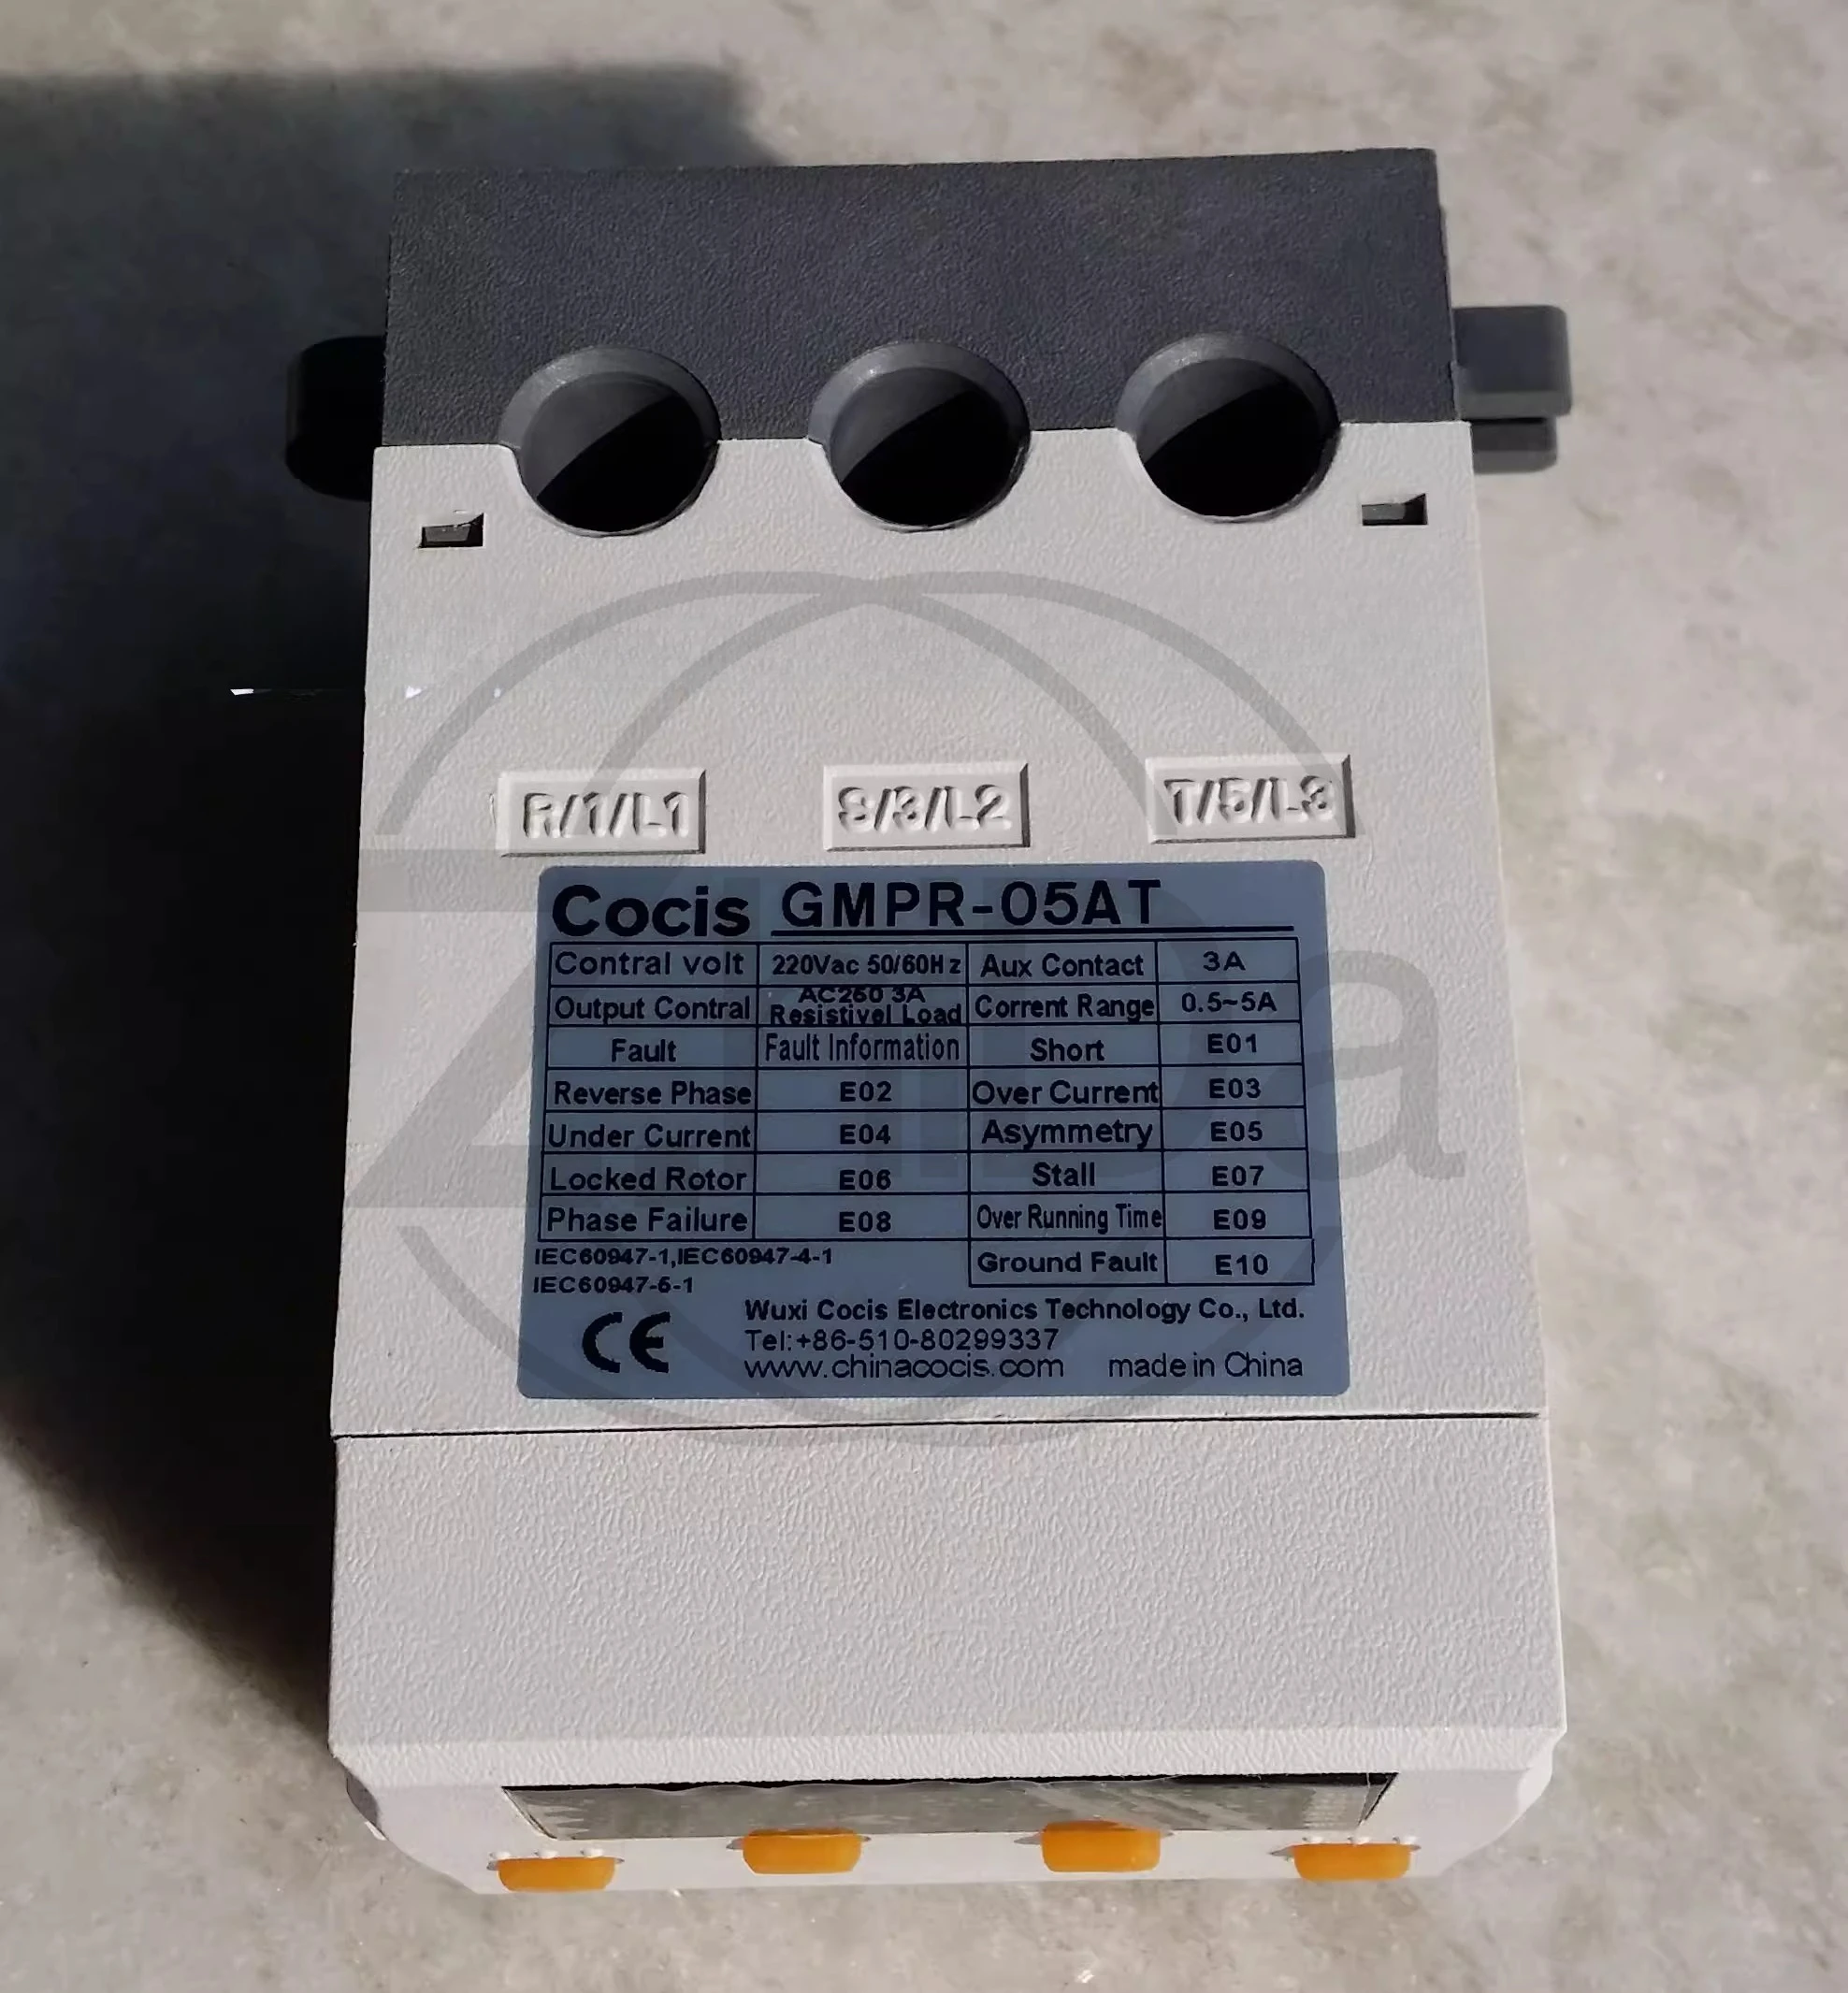 R/1/L1 S/3/L2 T/5/L3
Cocis GMPR-05AT
Contral volt 220Vac 50/60Hz Aux Contact 3A
Output Contral AC250 3A Resistivel Load Corrent Range 0.5~5A
Fault Fault Information Short E01
Reverse Phase E02 Over Current E03
Under Current E04 Asymmetry E05
Locked Rotor E06 Stall E07
Phase Failure E08 Over Running Time E09
IEC60947-1,IEC60947-4-1 Ground Fault E10
IEC60947-5-1
CE Wuxi Cocis Electronics Technology Co., Ltd.
Tel:+86-510-80299337
www.chinacocis.com made in China